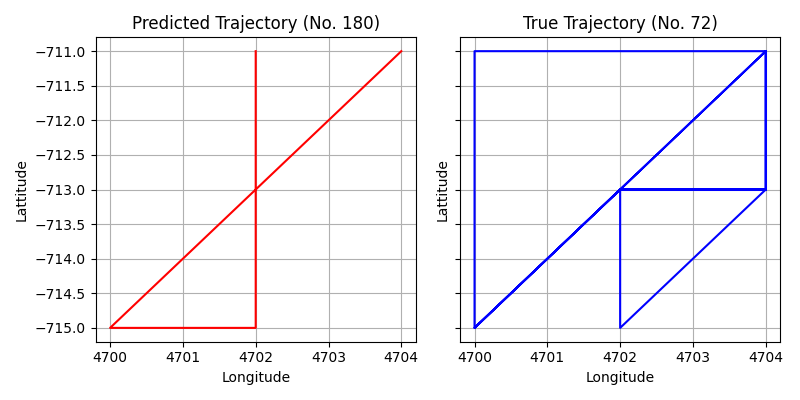 Predicted Trajectory (No. 180)
Lattitude
−711.0
−711.5
−712.0
−712.5
−713.0
−713.5
−714.0
−714.5
−715.0
4700 4701 4702 4703 4704
Longitude
True Trajectory (No. 72)
Lattitude
4700 4701 4702 4703 4704
Longitude